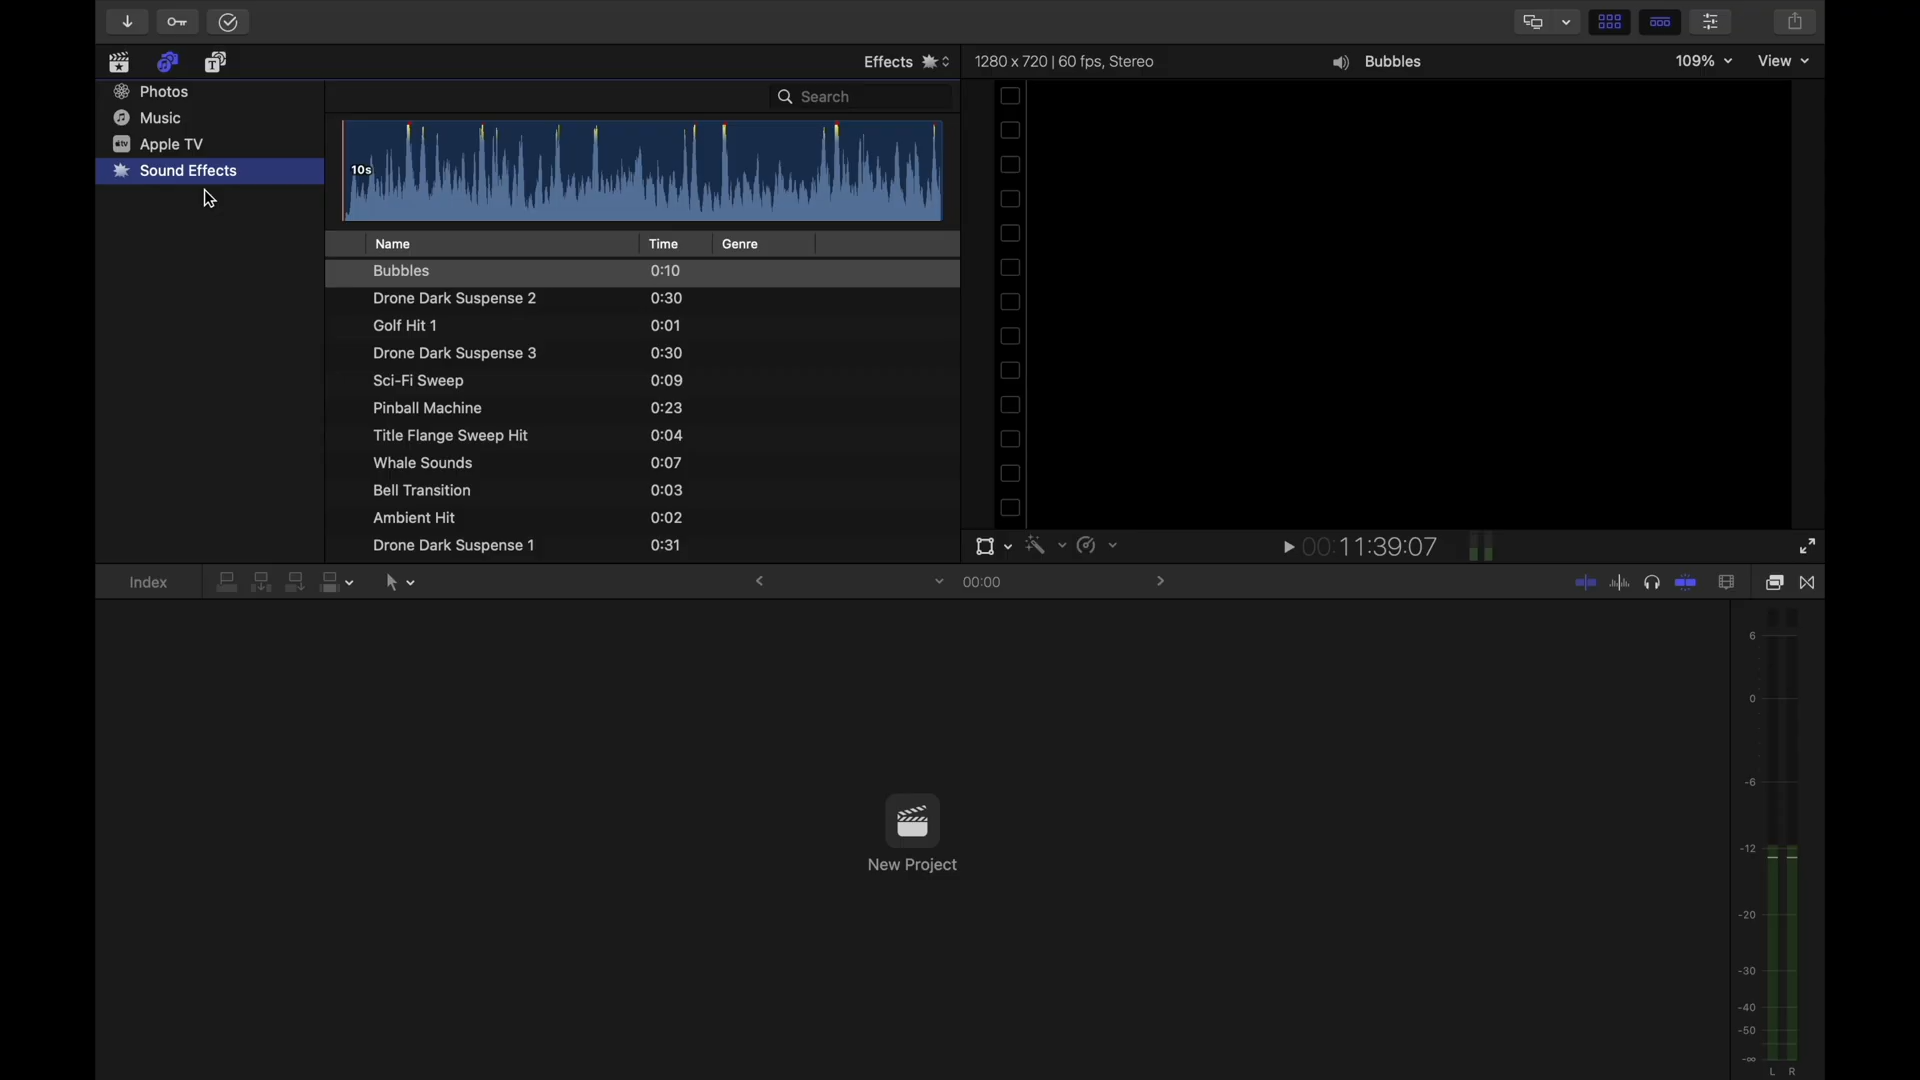 Effects
1280 x 720 | 60 fps, Stereo
Bubbles
109%
View
Photos
Music
Apple TV
Sound Effects
Search
10s
Name Time Genre
Bubbles 0:10
Drone Dark Suspense 2 0:30
Golf Hit 1 0:01
Drone Dark Suspense 3 0:30
Sci-Fi Sweep 0:09
Pinball Machine 0:23
Title Flange Sweep Hit 0:04
Whale Sounds 0:07
Bell Transition 0:03
Ambient Hit 0:02
Drone Dark Suspense 1 0:31
00:11:39:07
Index
00:00
New Project
6
0
-6
-12
-20
-30
-40
-50
-∞
L R